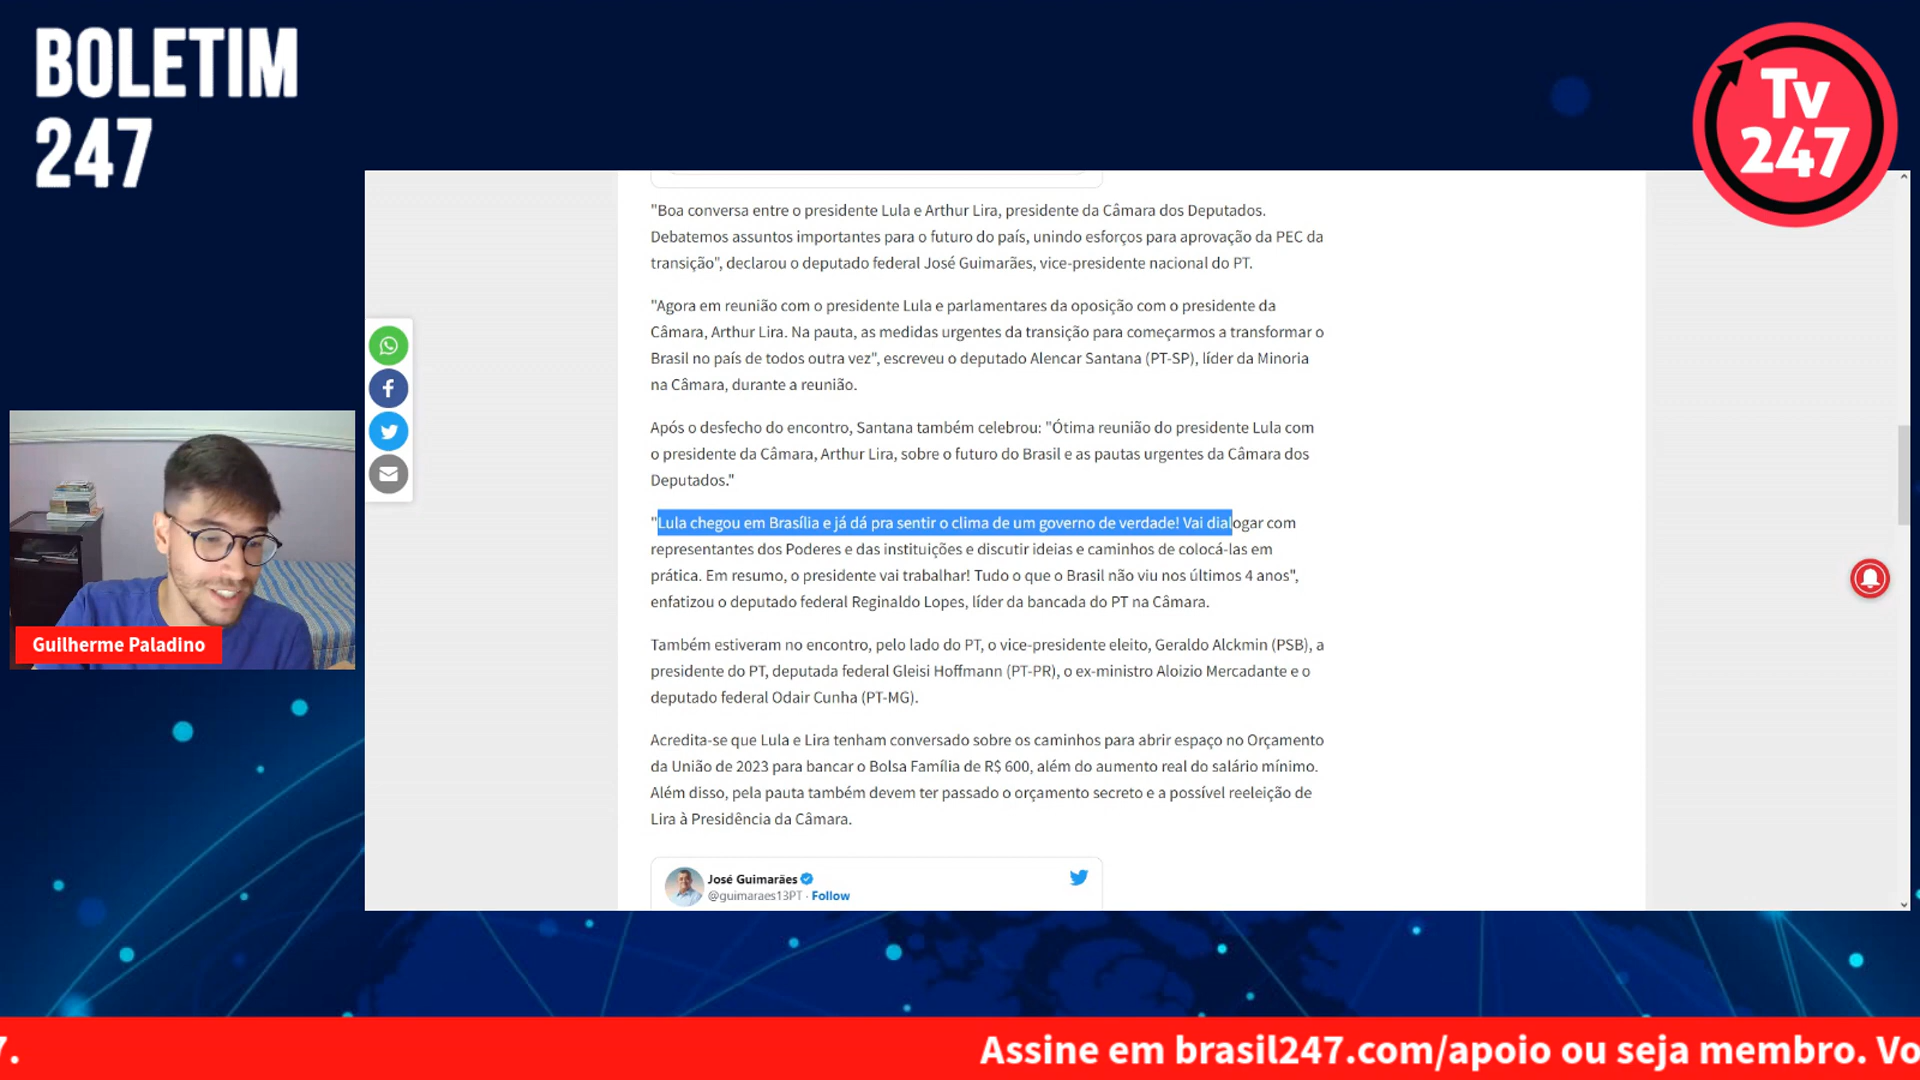 BOLETIM
247
Tv
247
"Boa conversa entre o presidente Lula e Arthur Lira, presidente da Câmara dos Deputados.
Debatemos assuntos importantes para o futuro do país, unindo esforços para aprovação da PEC da
transição", declarou o deputado federal José Guimarães, vice-presidente nacional do PT.
"Agora em reunião com o presidente Lula e parlamentares da oposição com o presidente da
Câmara, Arthur Lira. Na pauta, as medidas urgentes da transição para começarmos a transformar o
Brasil no país de todos outra vez", escreveu o deputado Alencar Santana (PT-SP), líder da Minoria
na Câmara, durante a reunião.
Após o desfecho do encontro, Santana também celebrou: "Ótima reunião do presidente Lula com
o presidente da Câmara, Arthur Lira, sobre o futuro do Brasil e as pautas urgentes da Câmara dos
Deputados."
"Lula chegou em Brasília e já dá pra sentir o clima de um governo de verdade! Vai dialogar com
representantes dos Poderes e das instituições e discutir ideias e caminhos de colocá-las em
prática. Em resumo, o presidente vai trabalhar! Tudo o que o Brasil não viu nos últimos 4 anos",
enfatizou o deputado federal Reginaldo Lopes, líder da bancada do PT na Câmara.
Também estiveram no encontro, pelo lado do PT, o vice-presidente eleito, Geraldo Alckmin (PSB), a
presidente do PT, deputada federal Gleisi Hoffmann (PT-PR), o ex-ministro Aloizio Mercadante e o
deputado federal Odair Cunha (PT-MG).
Acredita-se que Lula e Lira tenham conversado sobre os caminhos para abrir espaço no Orçamento
da União de 2023 para bancar o Bolsa Família de R$ 600, além do aumento real do salário mínimo.
Além disso, pela pauta também devem ter passado o orçamento secreto e a possível reeleição de
Lira à Presidência da Câmara.
José Guimarães
@guimaraes13PT · Follow
Guilherme Paladino
7. Assine em brasil247.com/apoio ou seja membro. Vo